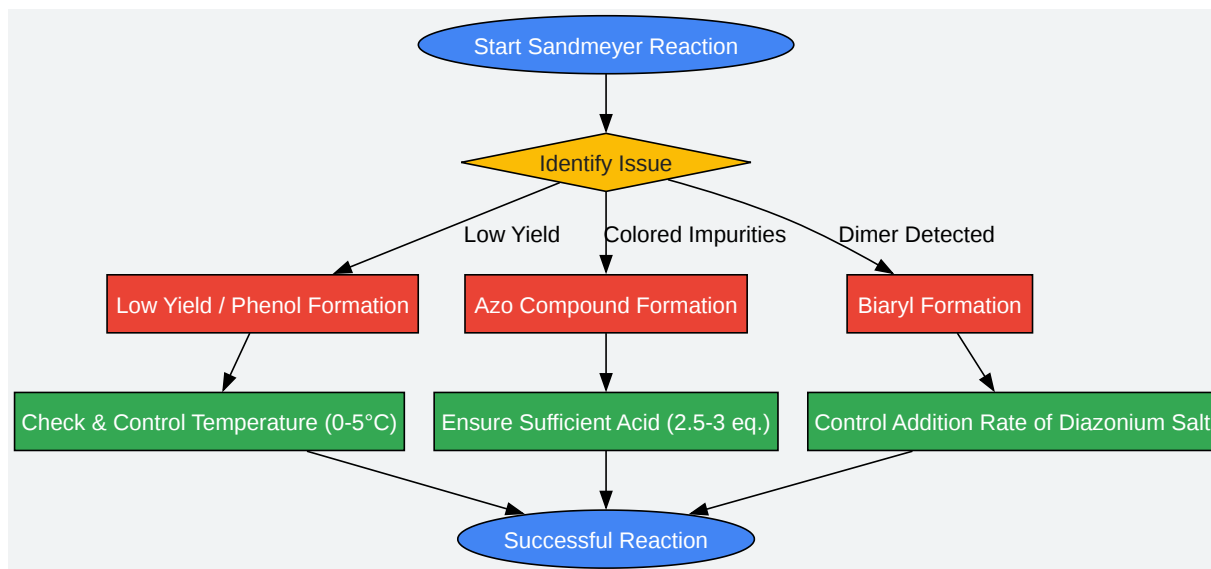 Start Sandmeyer Reaction
Identify Issue
Low Yield
Colored Impurities
Dimer Detected
Low Yield / Phenol Formation
Azo Compound Formation
Biaryl Formation
Check & Control Temperature (0-5°C)
Ensure Sufficient Acid (2.5-3 eq.)
Control Addition Rate of Diazonium Salt
Successful Reaction